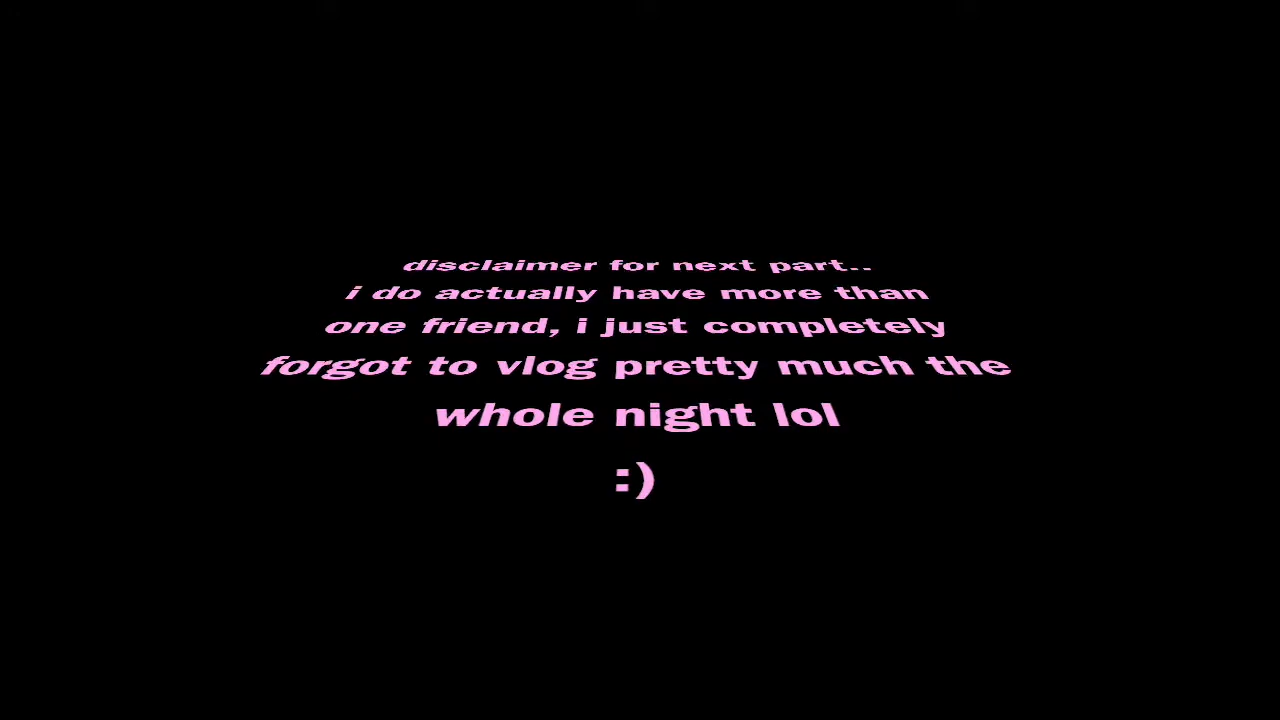 disclaimer for next part..
i do actually have more than
one friend, i just completely
forgot to vlog pretty much the
whole night lol
:)